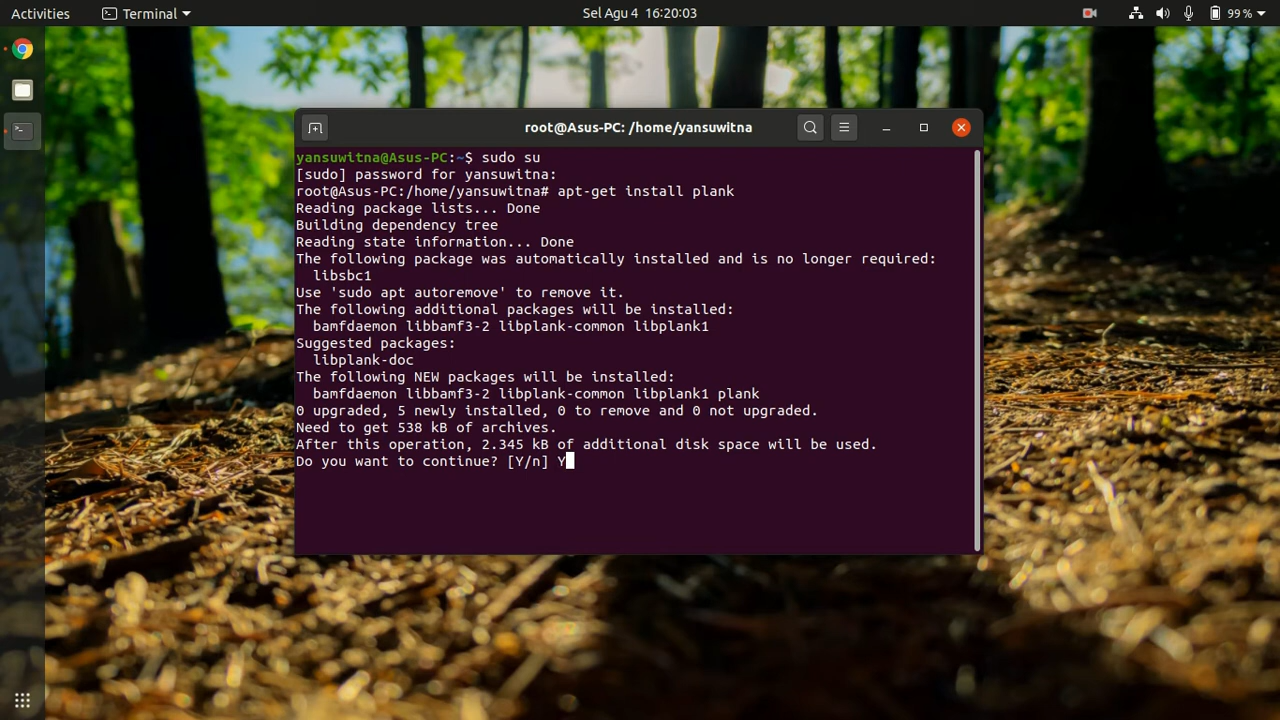 Activities
Terminal
Sel Agu 4 16:20:03
99 %
root@Asus-PC: /home/yansuwitna
yansuwitna@Asus-PC:~$ sudo su
[sudo] password for yansuwitna:
root@Asus-PC:/home/yansuwitna# apt-get install plank
Reading package lists... Done
Building dependency tree
Reading state information... Done
The following package was automatically installed and is no longer required:
  libsbc1
Use 'sudo apt autoremove' to remove it.
The following additional packages will be installed:
  bamfdaemon libbamf3-2 libplank-common libplank1
Suggested packages:
  libplank-doc
The following NEW packages will be installed:
  bamfdaemon libbamf3-2 libplank-common libplank1 plank
0 upgraded, 5 newly installed, 0 to remove and 0 not upgraded.
Need to get 538 kB of archives.
After this operation, 2.345 kB of additional disk space will be used.
Do you want to continue? [Y/n] Y